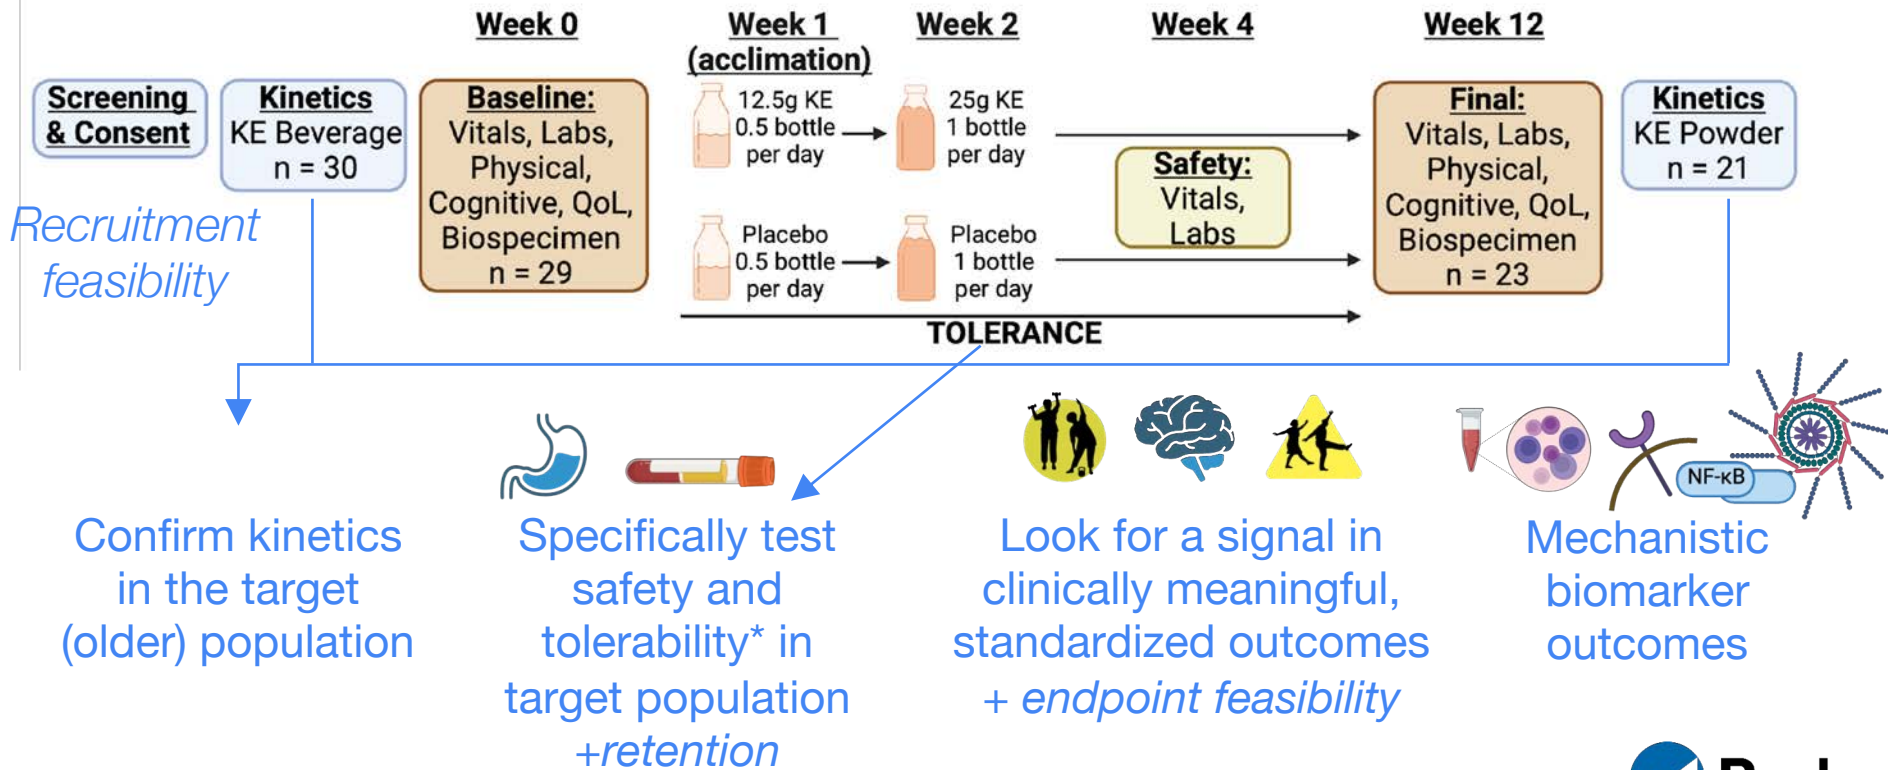 Week 0
Week 1
(acclimation)
Week 2
Week 4
Week 12
Screening
& Consent
Kinetics
KE Beverage
n = 30
Baseline:
Vitals, Labs,
Physical,
Cognitive, QoL,
Biospecimen
n = 29
12.5g KE
0.5 bottle
per day
25g KE
1 bottle
per day
Placebo
0.5 bottle
per day
Placebo
1 bottle
per day
Safety:
Vitals,
Labs
Final:
Vitals, Labs,
Physical,
Cognitive, QoL,
Biospecimen
n = 23
Kinetics
KE Powder
n = 21
Recruitment
feasibility
TOLERANCE
NF-κB
Confirm kinetics
in the target
(older) population
Specifically test
safety and
tolerability* in
target population
+retention
Look for a signal in
clinically meaningful,
standardized outcomes
+ endpoint feasibility
Mechanistic
biomarker
outcomes